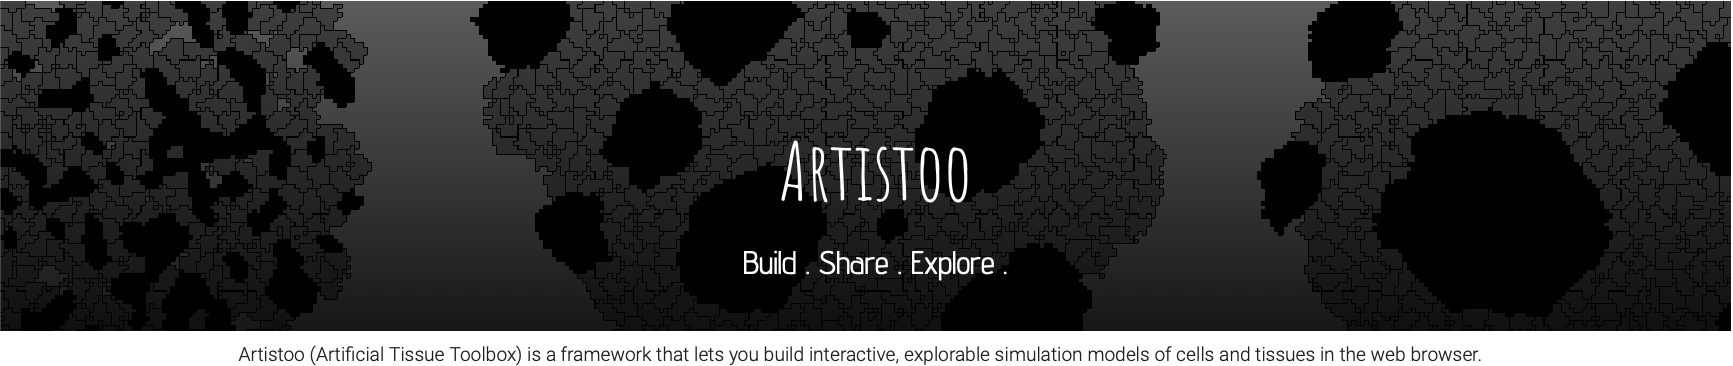 ARTISTOO
Build . Share . Explore .
Artistoo (Artificial Tissue Toolbox) is a framework that lets you build interactive, explorable simulation models of cells and tissues in the web browser.